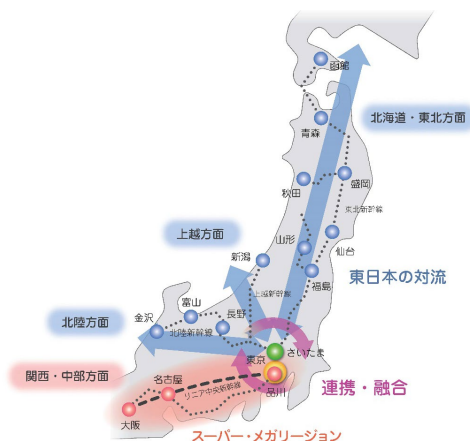 函館
北海道・東北方面
青森
秋田
盛岡
東北新幹線
上越方面
山形
仙台
新潟
東日本の対流
福島
上越新幹線
富山
北陸方面
金沢
長野
北陸新幹線
東京
さいたま
関西・中部方面
名古屋
連携・融合
リニア中央新幹線
品川
大阪
スーパー・メガリージョン